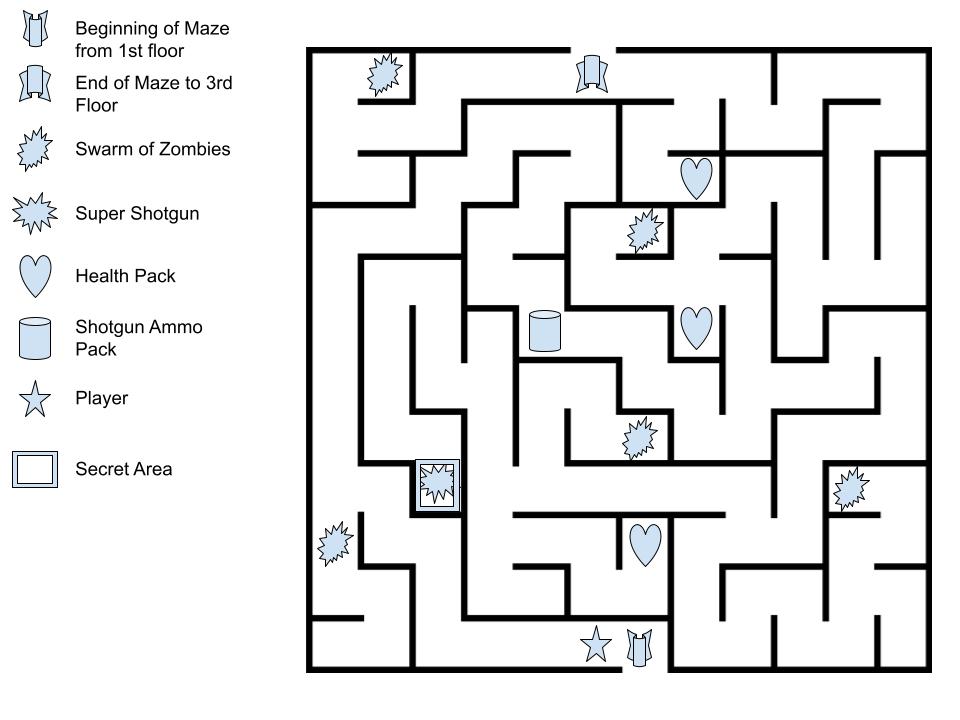 Beginning of Maze
from 1st floor
End of Maze to 3rd
Floor
Swarm of Zombies
Super Shotgun
Health Pack
Shotgun Ammo
Pack
Player
Secret Area